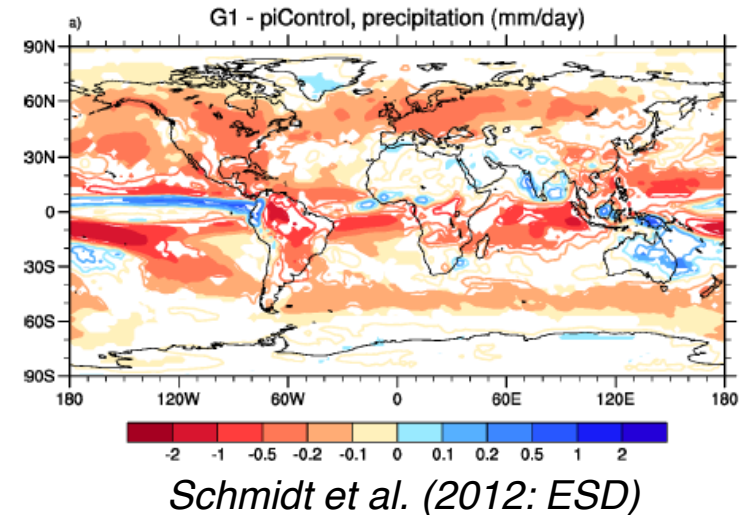 a) G1 - piControl, precipitation (mm/day)
90N
60N
30N
0
30S
60S
90S
180 120W 60W 0 60E 120E 180
-2 -1 -0.5 -0.2 -0.1 0 0.1 0.2 0.5 1 2
Schmidt et al. (2012: ESD)